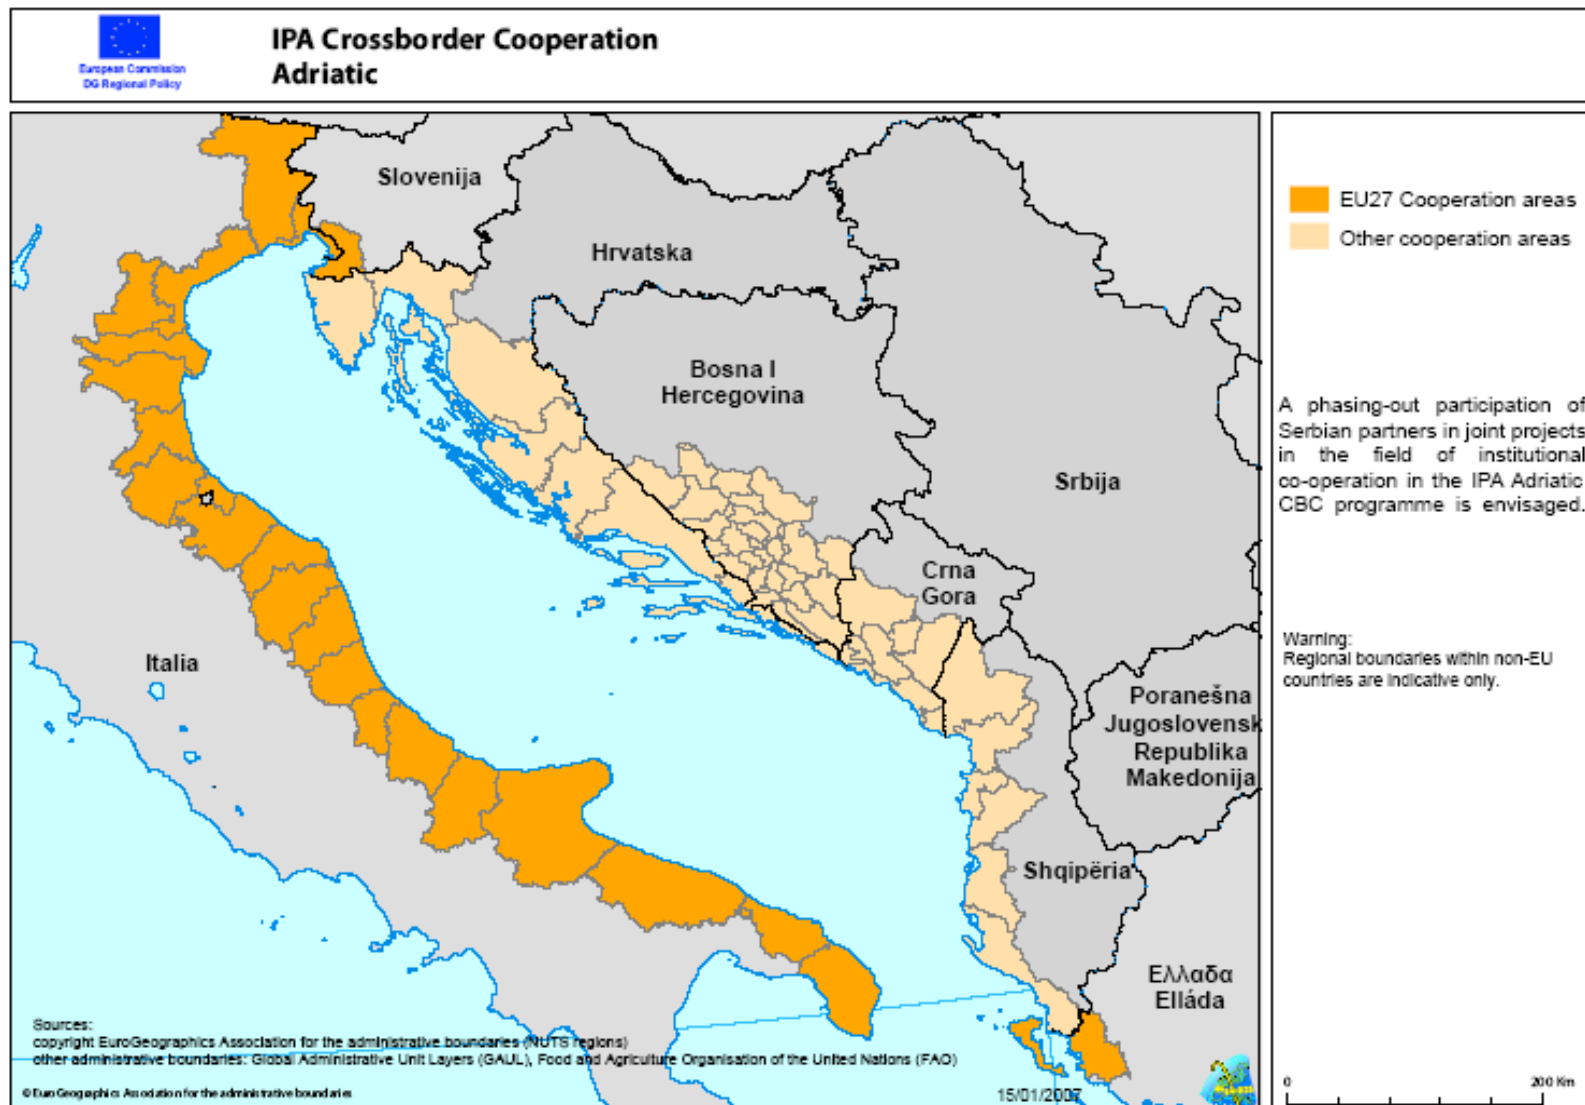 European Commission
DG Regional Policy
IPA Crossborder Cooperation
Adriatic
Slovenija
Hrvatska
Bosna I
Hercegovina
Srbija
Crna
Gora
Italia
Poranešna
Jugoslovensk
Republika
Makedonija
Shqipëria
Ελλαδα
Elláda
EU27 Cooperation areas
Other cooperation areas
A phasing-out participation of
Serbian partners in joint projects
in the field of institutional
co-operation in the IPA Adriatic
CBC programme is envisaged.
Warning:
Regional boundaries within non-EU
countries are indicative only.
Sources:
copyright EuroGeographics Association for the administrative boundaries (NUTS regions)
other administrative boundaries: Global Administrative Unit Layers (GAUL), Food and Agriculture Organisation of the United Nations (FAO)
© EuroGeographics Association for the administrative boundaries
15/01/2007
0 200 Km